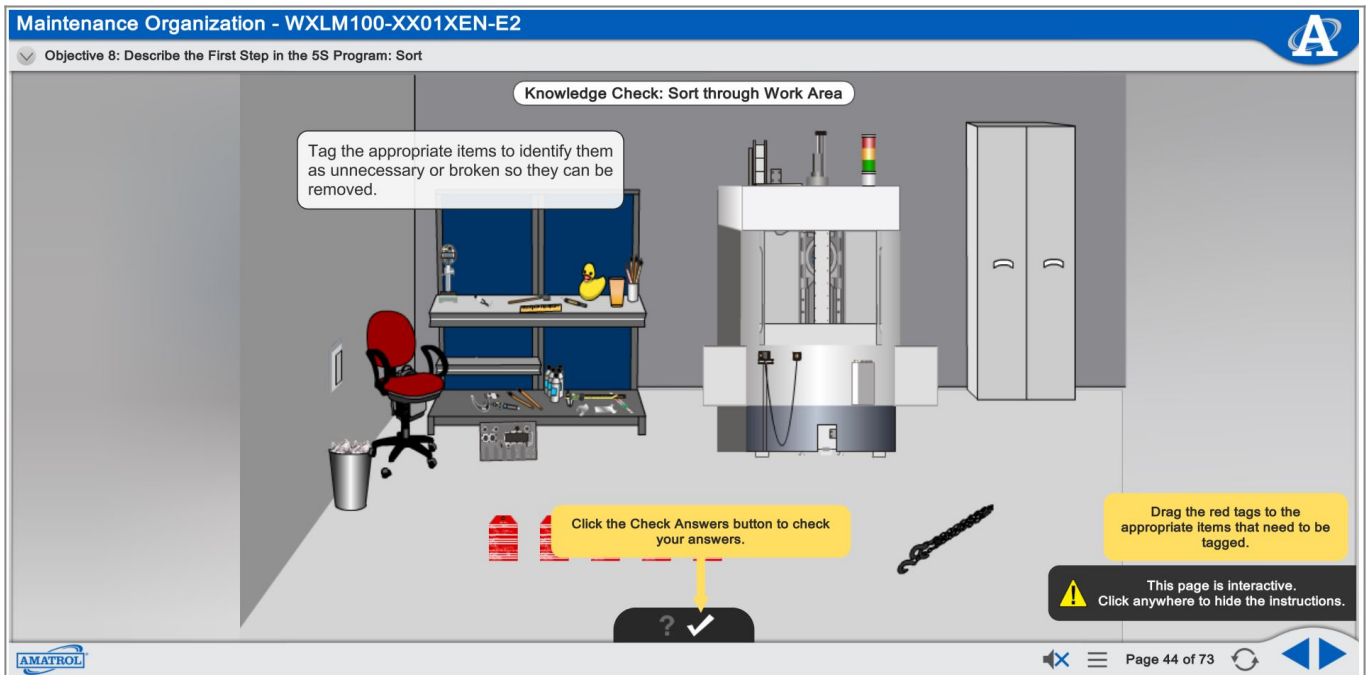 Maintenance Organization - WXLM100-XX01XEN-E2
Objective 8: Describe the First Step in the 5S Program: Sort
Knowledge Check: Sort through Work Area
Tag the appropriate items to identify them
as unnecessary or broken so they can be
removed.
Click the Check Answers button to check
your answers.
Drag the red tags to the
appropriate items that need to be
tagged.
This page is interactive.
Click anywhere to hide the instructions.
?
AMATROL
Page 44 of 73